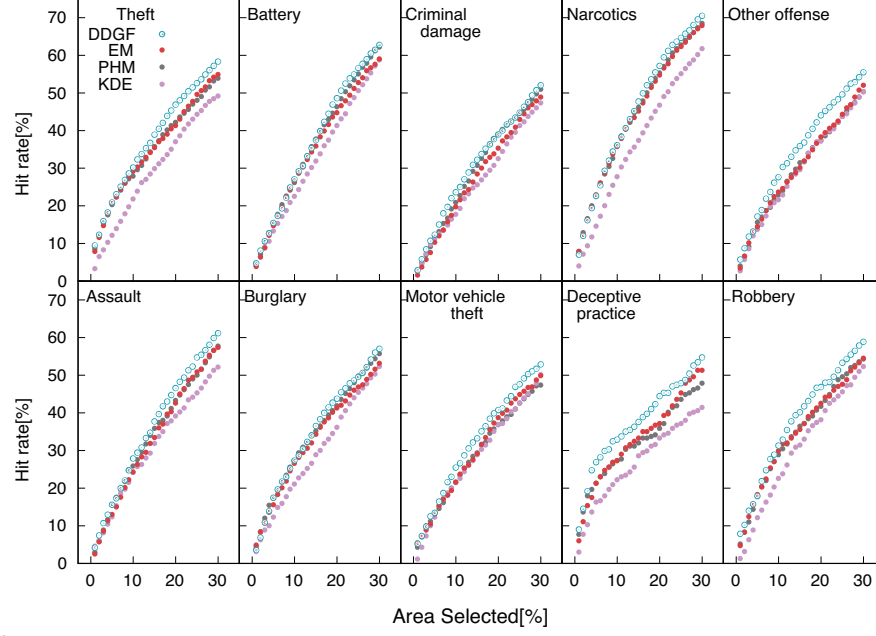 Theft
DDGF
EM
PHM
KDE
Battery
Criminal
damage
Narcotics
Other offense
70
60
50
40
30
20
10
0
Hit rate[%]
Assault
Burglary
Motor vehicle
theft
Deceptive
practice
Robbery
70
60
50
40
30
20
10
0
Hit rate[%]
0 10 20 30 0 10 20 30 0 10 20 30 0 10 20 30 0 10 20 30
Area Selected[%]